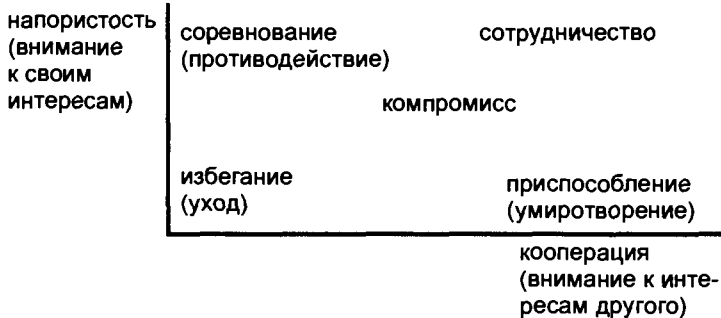 напористость
(внимание
к своим
интересам)
соревнование
(противодействие)
сотрудничество
компромисс
избегание
(уход)
приспособление
(умиротворение)
кооперация
(внимание к инте-
ресам другого)